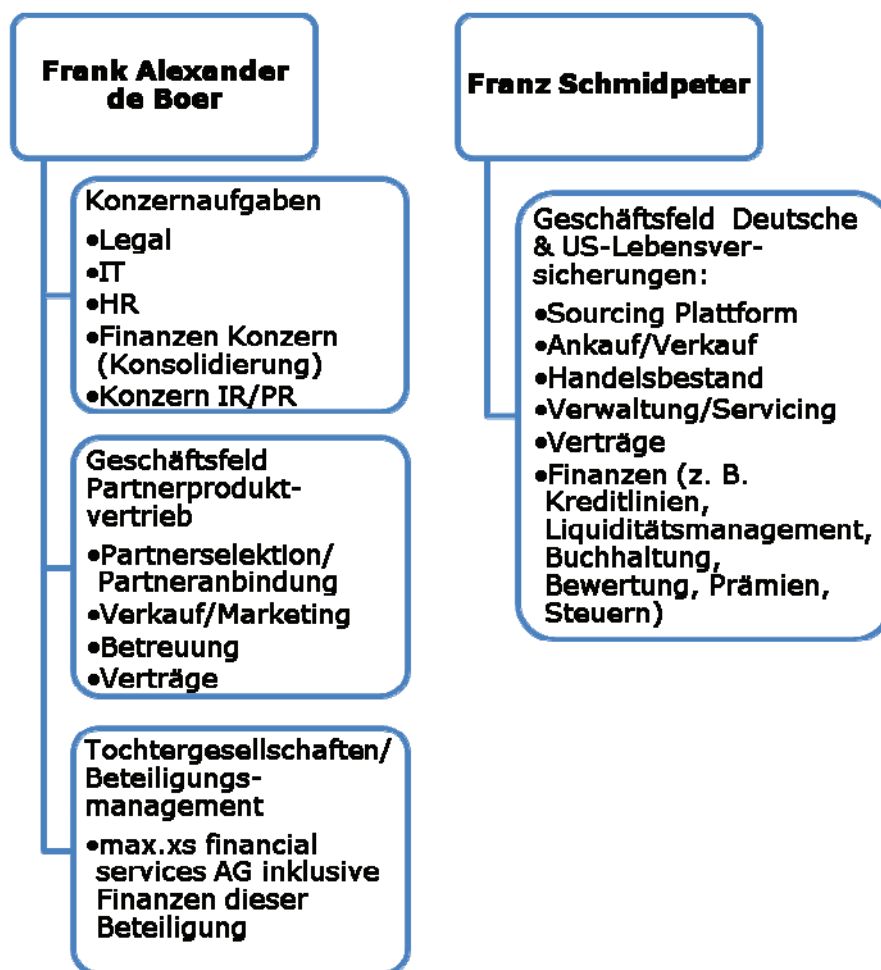 Frank Alexander
de Boer
Konzernaufgaben
•Legal
•IT
•HR
•Finanzen Konzern
(Konsolidierung)
•Konzern IR/PR
Geschäftsfeld
Partnerprodukt-
vertrieb
•Partnerselektion/
Partneranbindung
•Verkauf/Marketing
•Betreuung
•Verträge
Tochtergesellschaften/
Beteiligungs-
management
•max.xs financial
services AG inklusive
Finanzen dieser
Beteiligung
Franz Schmidpeter
Geschäftsfeld Deutsche
& US-Lebensver-
sicherungen:
•Sourcing Plattform
•Ankauf/Verkauf
•Handelsbestand
•Verwaltung/Servicing
•Verträge
•Finanzen (z. B.
Kreditlinien,
Liquiditätsmanagement,
Buchhaltung,
Bewertung, Prämien,
Steuern)